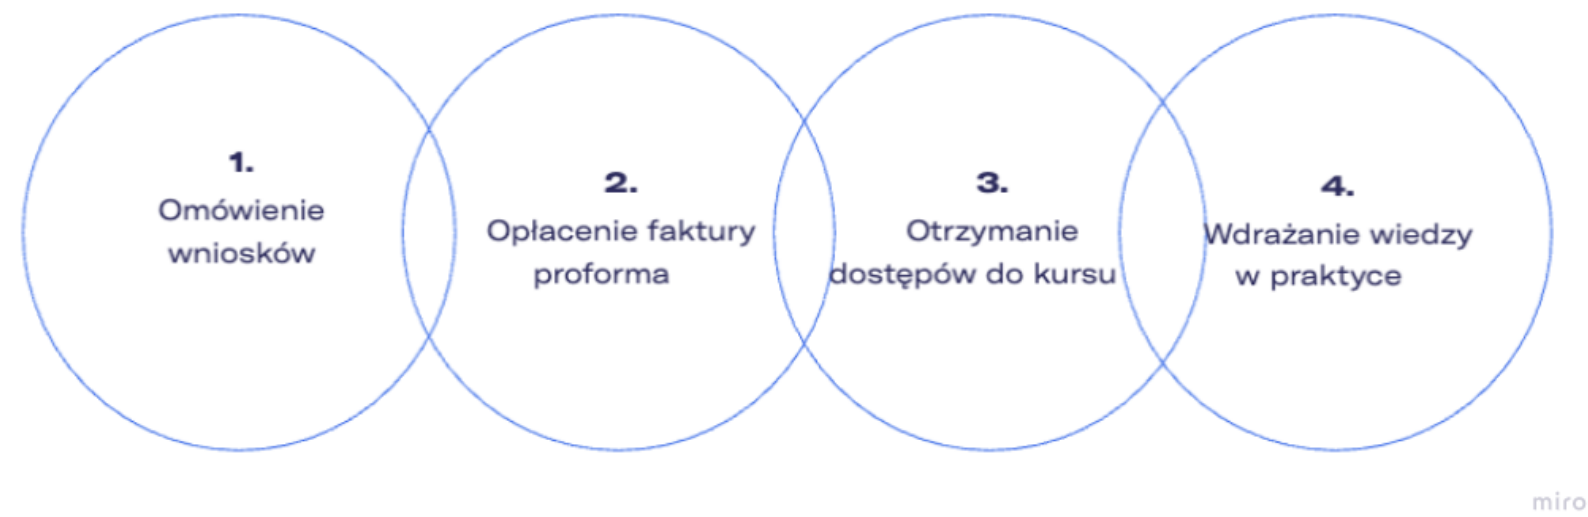 1.
Omówienie
wniosków
2.
Opłacenie faktury
proforma
3.
Otrzymanie
dostępów do kursu
4.
Wdrażanie wiedzy
w praktyce
miro